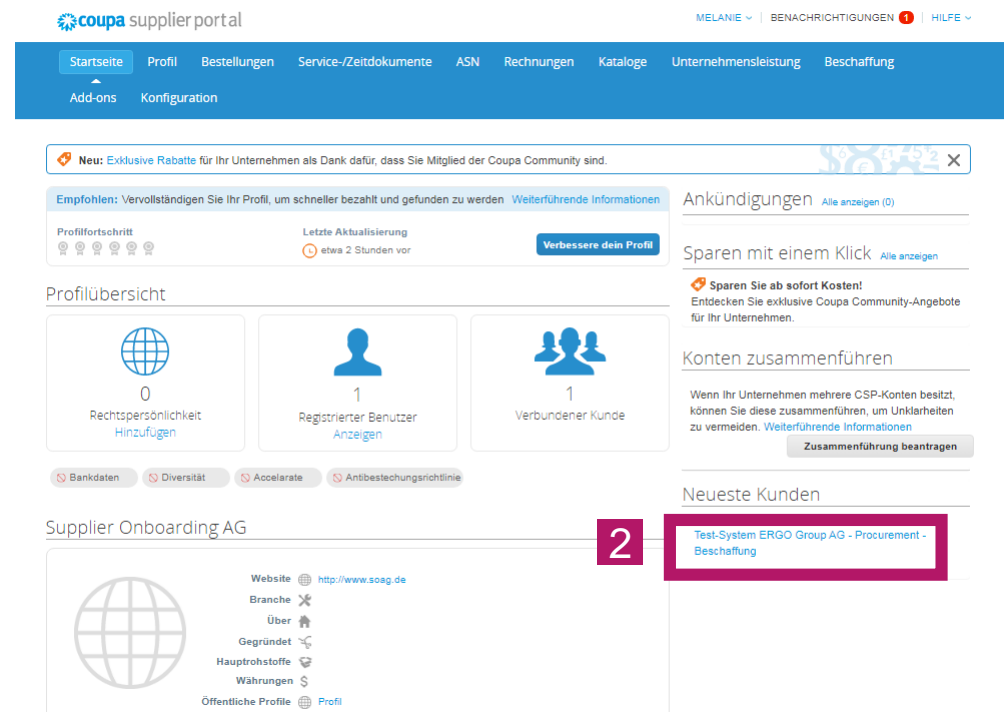 coupa supplier portal
MELANIE
BENACHRICHTIGUNGEN 1
HILFE
Startseite Profil Bestellungen Service-/Zeitdokumente ASN Rechnungen Kataloge Unternehmensleistung Beschaffung
Add-ons Konfiguration
Neu: Exklusive Rabatte für Ihr Unternehmen als Dank dafür, dass Sie Mitglied der Coupa Community sind.
Empfohlen: Vervollständigen Sie Ihr Profil, um schneller bezahlt und gefunden zu werden Weiterführende Informationen
Profilfortschritt
Letzte Aktualisierung
etwa 2 Stunden vor
Verbessere dein Profil
Profilübersicht
0
Rechtspersönlichkeit
Hinzufügen
1
Registrierter Benutzer
Anzeigen
1
Verbundener Kunde
Bankdaten
Diversität
Accelarate
Antibestechungsrichtlinie
Supplier Onboarding AG
Website http://www.soag.de
Branche
Über
Gegründet
Hauptrohstoffe
Währungen
Öffentliche Profile Profil
Ankündigungen Alle anzeigen (0)
Sparen mit einem Klick Alle anzeigen
Sparen Sie ab sofort Kosten!
Entdecken Sie exklusive Coupa Community-Angebote
für Ihr Unternehmen.
Konten zusammenführen
Wenn Ihr Unternehmen mehrere CSP-Konten besitzt,
können Sie diese zusammenführen, um Unklarheiten
zu vermeiden. Weiterführende Informationen
Zusammenführung beantragen
Neueste Kunden
2
Test-System ERGO Group AG - Procurement -
Beschaffung